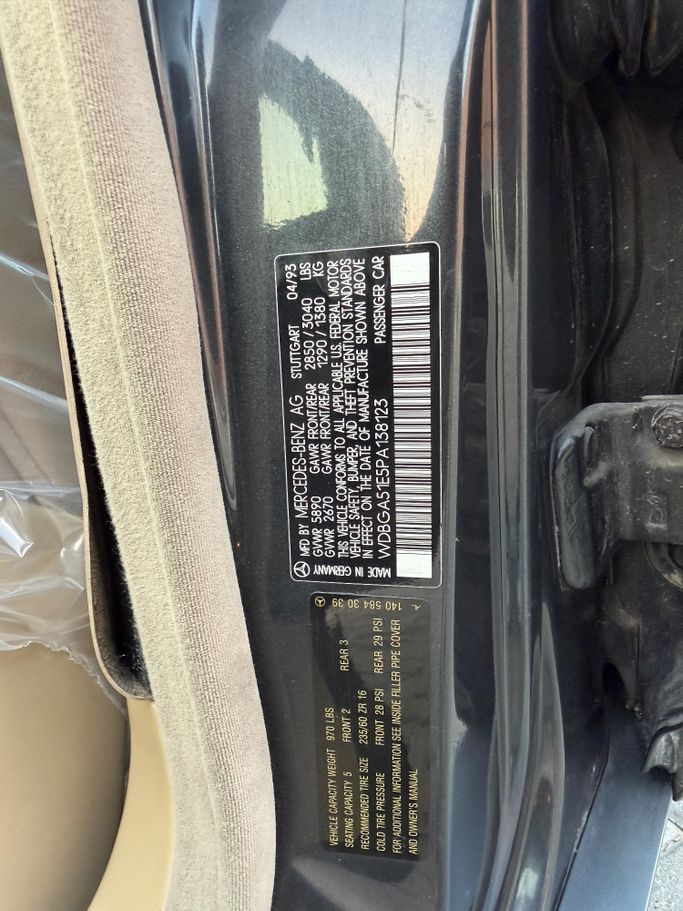 MFD BY MERCEDES-BENZ AG STUTTGART 04/93
GVWR 5890 GAWR FRONT/REAR 2850 / 3040 LBS
GVWR 2670 GAWR FRONT/REAR 1290 / 1380 KG
THIS VEHICLE CONFORMS TO ALL APPLICABLE U.S. FEDERAL MOTOR
VEHICLE SAFETY, BUMPER, AND THEFT PREVENTION STANDARDS
IN EFFECT ON THE DATE OF MANUFACTURE SHOWN ABOVE
WDBGA51E5PA138123 PASSENGER CAR
MADE IN GERMANY
140 584 30 39
VEHICLE CAPACITY WEIGHT 970 LBS
SEATING CAPACITY 5 FRONT 2 REAR 3
RECOMMENDED TIRE SIZE 235/60 ZR 16
COLD TIRE PRESSURE FRONT 28 PSI REAR 29 PSI
FOR ADDITIONAL INFORMATION SEE INSIDE FILLER PIPE COVER
AND OWNER'S MANUAL